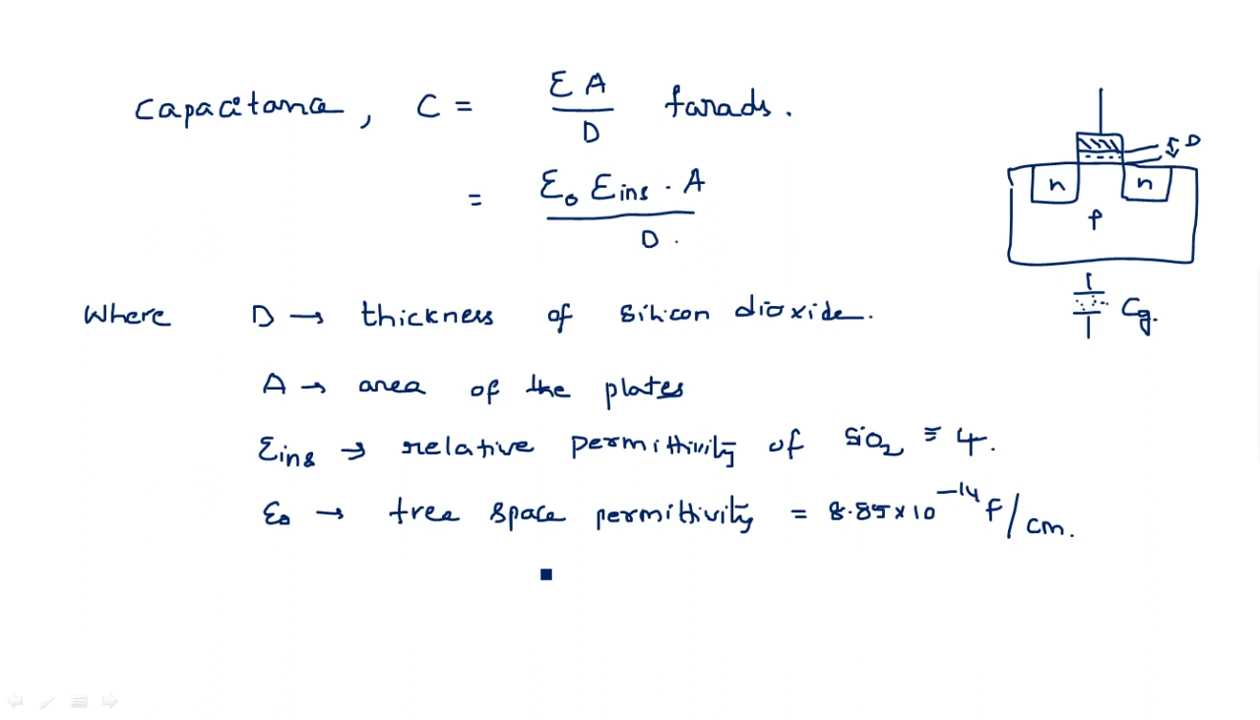 Capacitance, C = EA / D farads.
= ε₀ εins · A / D.
Where D → thickness of silicon dioxide.
A → area of the plates
εins → relative permittivity of SiO₂ ≡ 4.
ε₀ → free space permittivity = 8.85×10⁻¹⁴ F/cm.
D
n n
p
Cg.